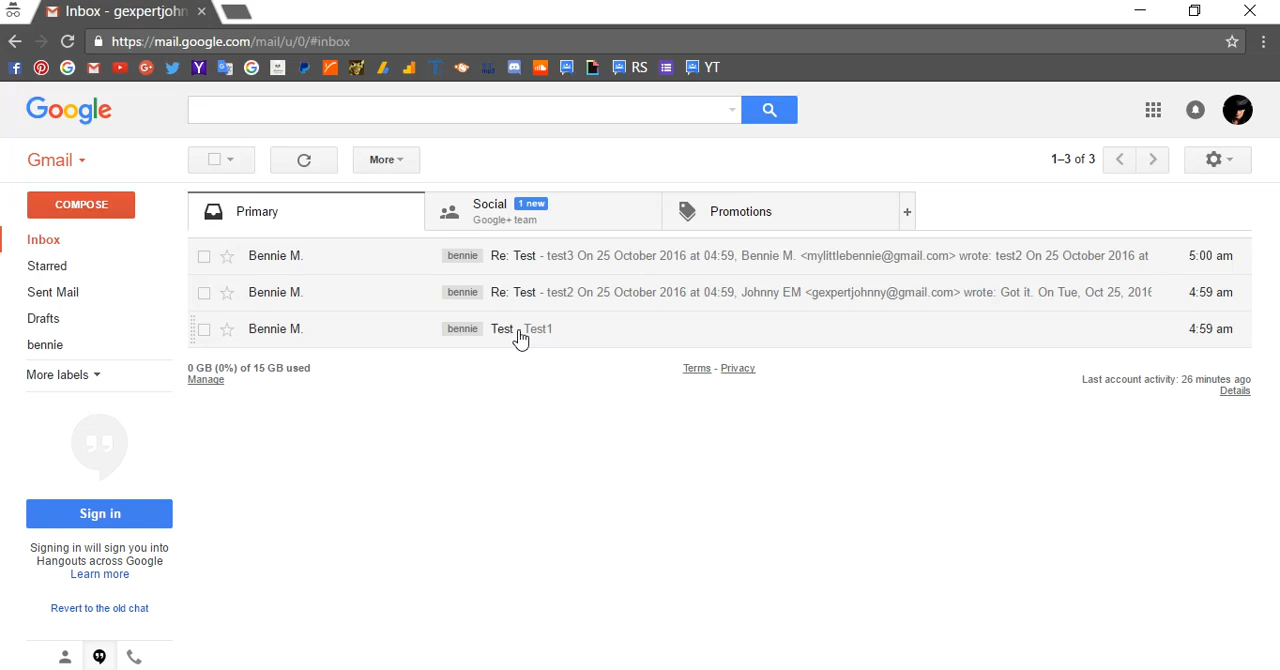 Inbox - gexpertjohn
https://mail.google.com/mail/u/0/#inbox
RS YT
Google
Gmail
More
1–3 of 3
COMPOSE
Primary
Social 1 new
Google+ team
Promotions
Inbox
Starred
Sent Mail
Drafts
bennie
More labels
Bennie M. bennie Re: Test - test3 On 25 October 2016 at 04:59, Bennie M. <mylittlebennie@gmail.com> wrote: test2 On 25 October 2016 at 5:00 am
Bennie M. bennie Re: Test - test2 On 25 October 2016 at 04:59, Johnny EM <gexpertjohnny@gmail.com> wrote: Got it. On Tue, Oct 25, 2016 4:59 am
Bennie M. bennie Test - Test1 4:59 am
0 GB (0%) of 15 GB used
Manage
Terms - Privacy
Last account activity: 26 minutes ago
Details
Sign in
Signing in will sign you into
Hangouts across Google
Learn more
Revert to the old chat